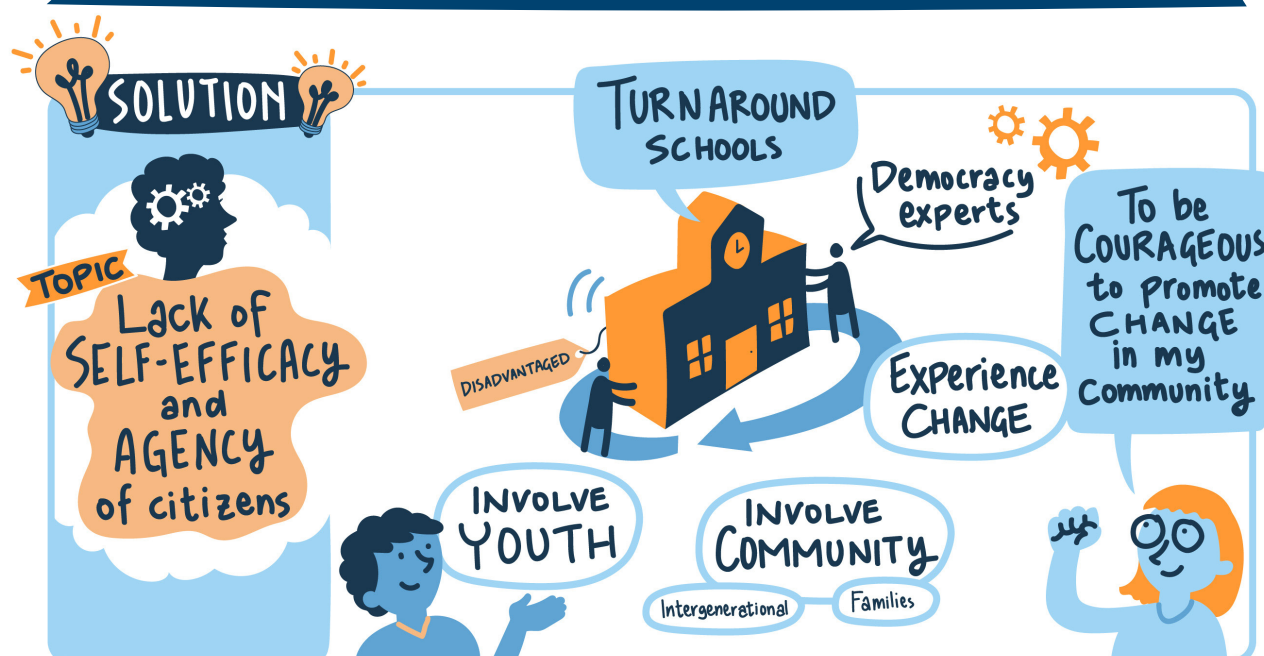 SOLUTION
TOPIC
Lack of
SELF-EFFICACY
and
AGENCY
of citizens
TURNAROUND
SCHOOLS
Democracy
experts
DISADVANTAGED
Experience
CHANGE
To be
COURAGEOUS
to promote
CHANGE
in my
Community
INVOLVE
YOUTH
INVOLVE
COMMUNITY
Intergenerational
Families